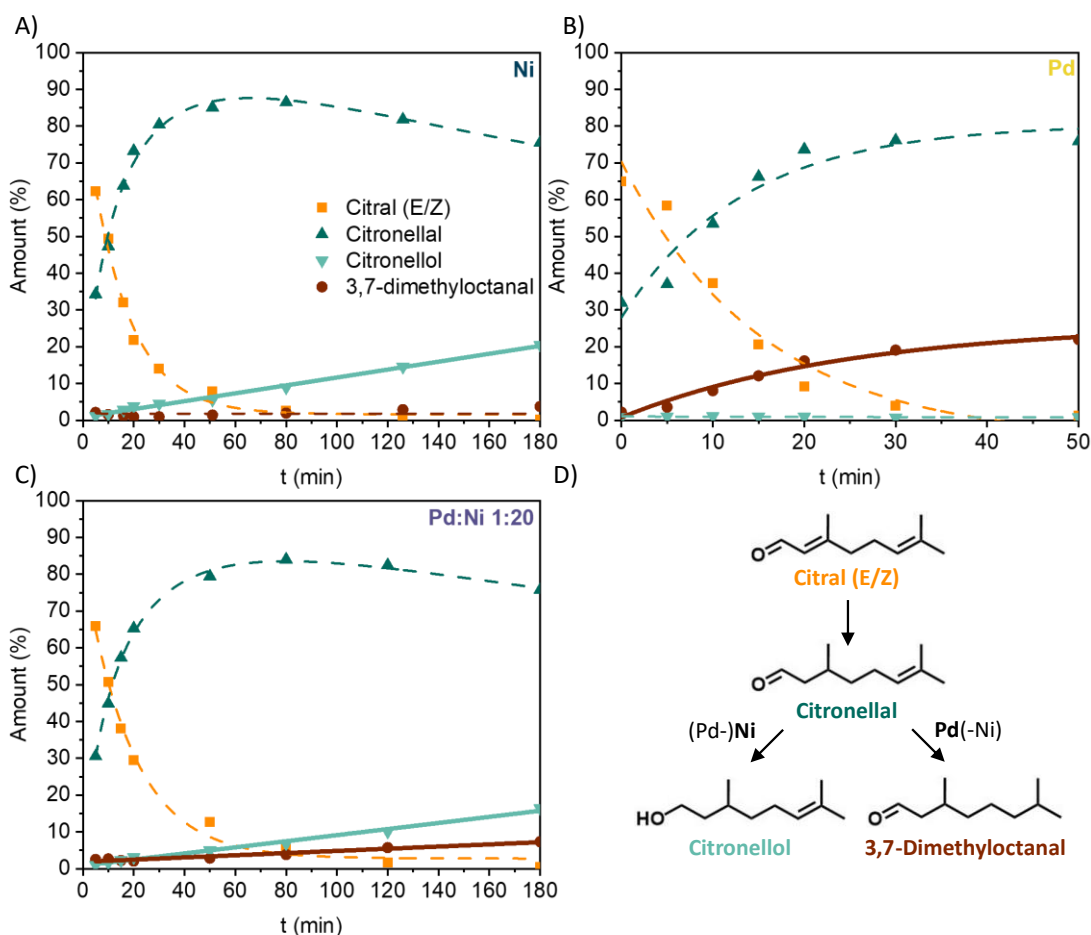 A)
Ni
100
90
80
70
60
50
40
30
20
10
0
Amount (%)
Citral (E/Z)
Citronellal
Citronellol
3,7-dimethyloctanal
0 20 40 60 80 100 120 140 160 180
t (min)
B)
Pd
100
90
80
70
60
50
40
30
20
10
0
Amount (%)
0 10 20 30 40 50
t (min)
C)
Pd:Ni 1:20
100
90
80
70
60
50
40
30
20
10
0
Amount (%)
0 20 40 60 80 100 120 140 160 180
t (min)
D)
O
Citral (E/Z)
O
Citronellal
(Pd-)Ni Pd(-Ni)
HO
Citronellol
O
3,7-Dimethyloctanal